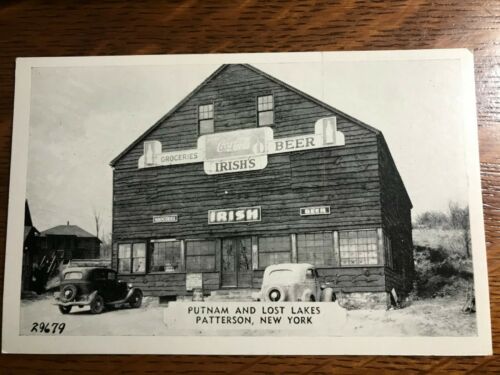 Coca-Cola
GROCERIES
BEER
IRISH'S
IRISH
BEER
PUTNAM AND LOST LAKES
PATTERSON, NEW YORK
29679